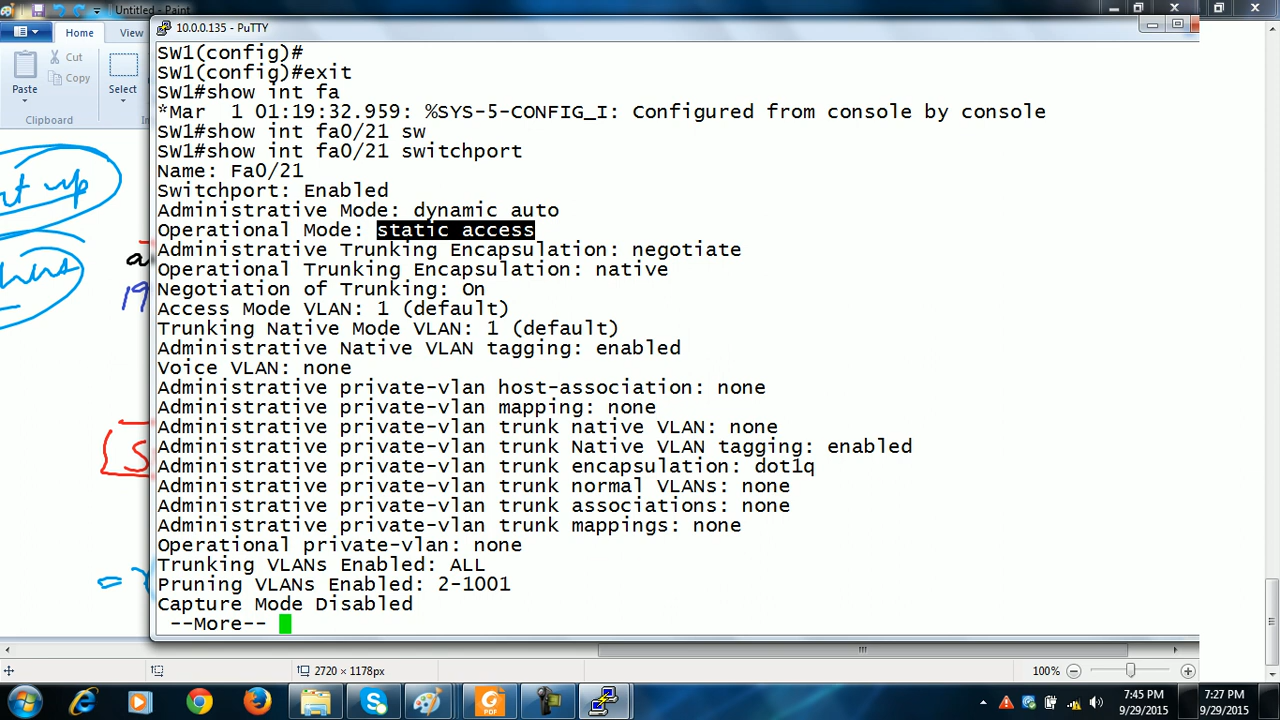 Untitled - Paint
Home
View
Paste
Cut
Copy
Select
Clipboard
10.0.0.135 - PuTTY
SW1(config)#
SW1(config)#exit
SW1#show int fa
*Mar  1 01:19:32.959: %SYS-5-CONFIG_I: Configured from console by console
SW1#show int fa0/21 sw
SW1#show int fa0/21 switchport
Name: Fa0/21
Switchport: Enabled
Administrative Mode: dynamic auto
Operational Mode: static access
Administrative Trunking Encapsulation: negotiate
Operational Trunking Encapsulation: native
Negotiation of Trunking: On
Access Mode VLAN: 1 (default)
Trunking Native Mode VLAN: 1 (default)
Administrative Native VLAN tagging: enabled
Voice VLAN: none
Administrative private-vlan host-association: none
Administrative private-vlan mapping: none
Administrative private-vlan trunk native VLAN: none
Administrative private-vlan trunk Native VLAN tagging: enabled
Administrative private-vlan trunk encapsulation: dot1q
Administrative private-vlan trunk normal VLANs: none
Administrative private-vlan trunk associations: none
Administrative private-vlan trunk mappings: none
Operational private-vlan: none
Trunking VLANs Enabled: ALL
Pruning VLANs Enabled: 2-1001
Capture Mode Disabled
--More--
2720 × 1178px
100%
7:45 PM
9/29/2015
7:27 PM
9/29/2015